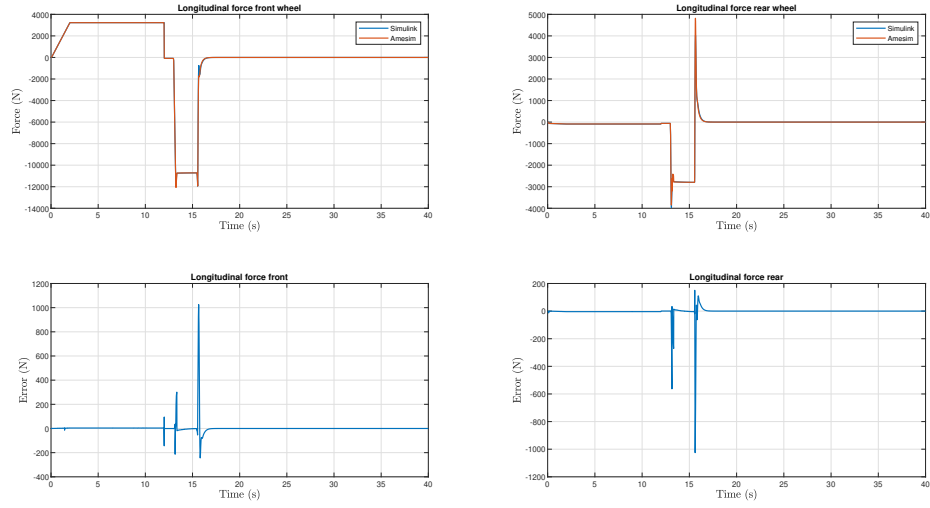 Longitudinal force front wheel
4000
2000
0
-2000
-4000
-6000
-8000
-10000
-12000
-14000
Force (N)
Simulink
Amesim
0 5 10 15 20 25 30 35 40
Time (s)
Longitudinal force rear wheel
5000
4000
3000
2000
1000
0
-1000
-2000
-3000
-4000
Force (N)
Simulink
Amesim
0 5 10 15 20 25 30 35 40
Time (s)
Longitudinal force front
1200
1000
800
600
400
200
0
-200
-400
Error (N)
0 5 10 15 20 25 30 35 40
Time (s)
Longitudinal force rear
200
0
-200
-400
-600
-800
-1000
-1200
Error (N)
0 5 10 15 20 25 30 35 40
Time (s)